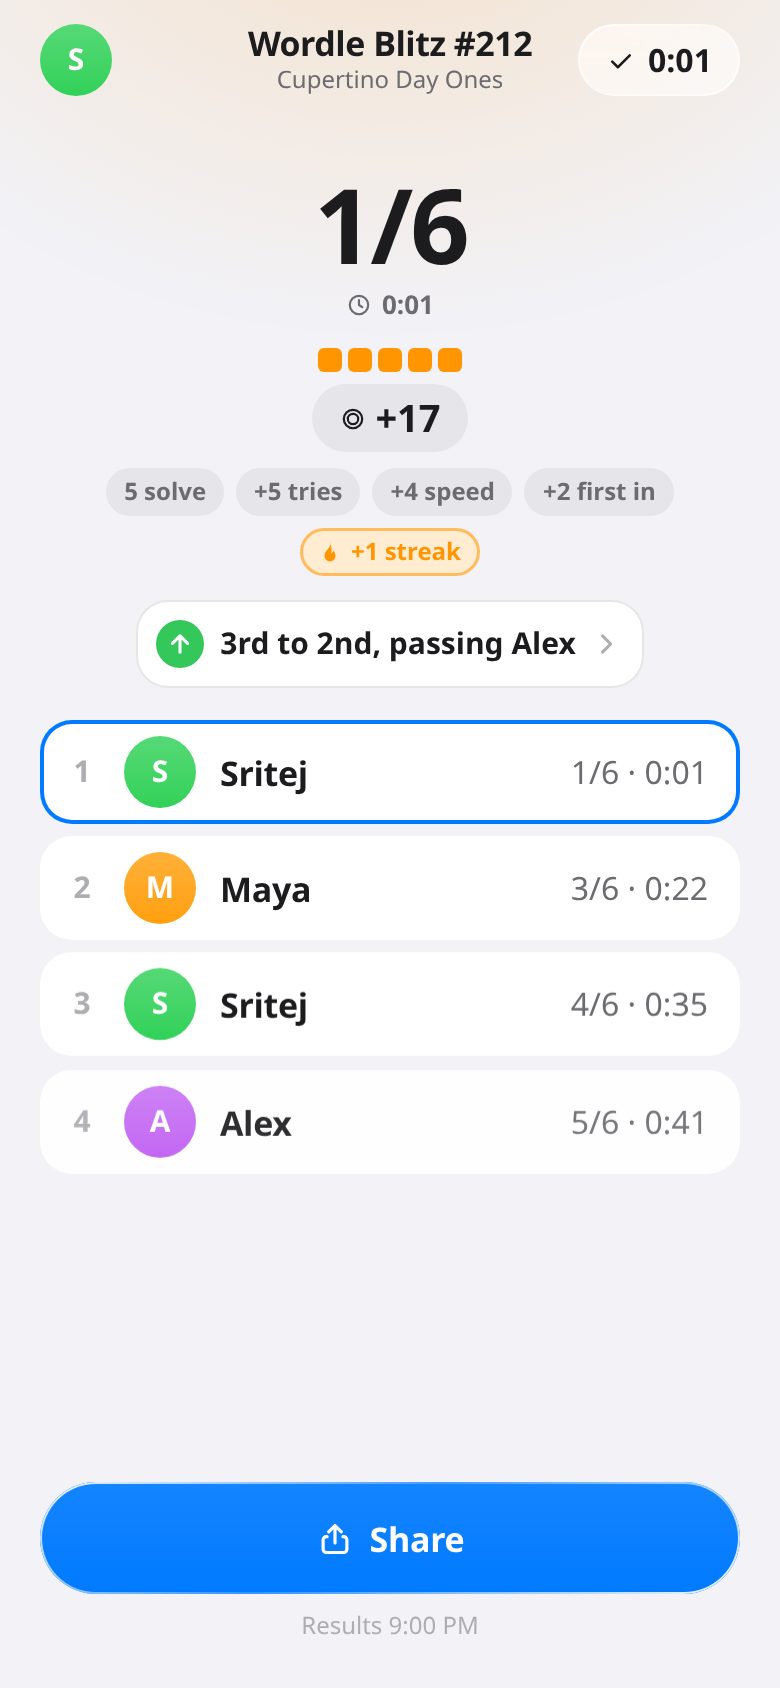 S
Wordle Blitz #212
Cupertino Day Ones
0:01
1/6
0:01
+17
5 solve +5 tries +4 speed +2 first in
+1 streak
3rd to 2nd, passing Alex
1 S Sritej 1/6 · 0:01
2 M Maya 3/6 · 0:22
3 S Sritej 4/6 · 0:35
4 A Alex 5/6 · 0:41
Share
Results 9:00 PM